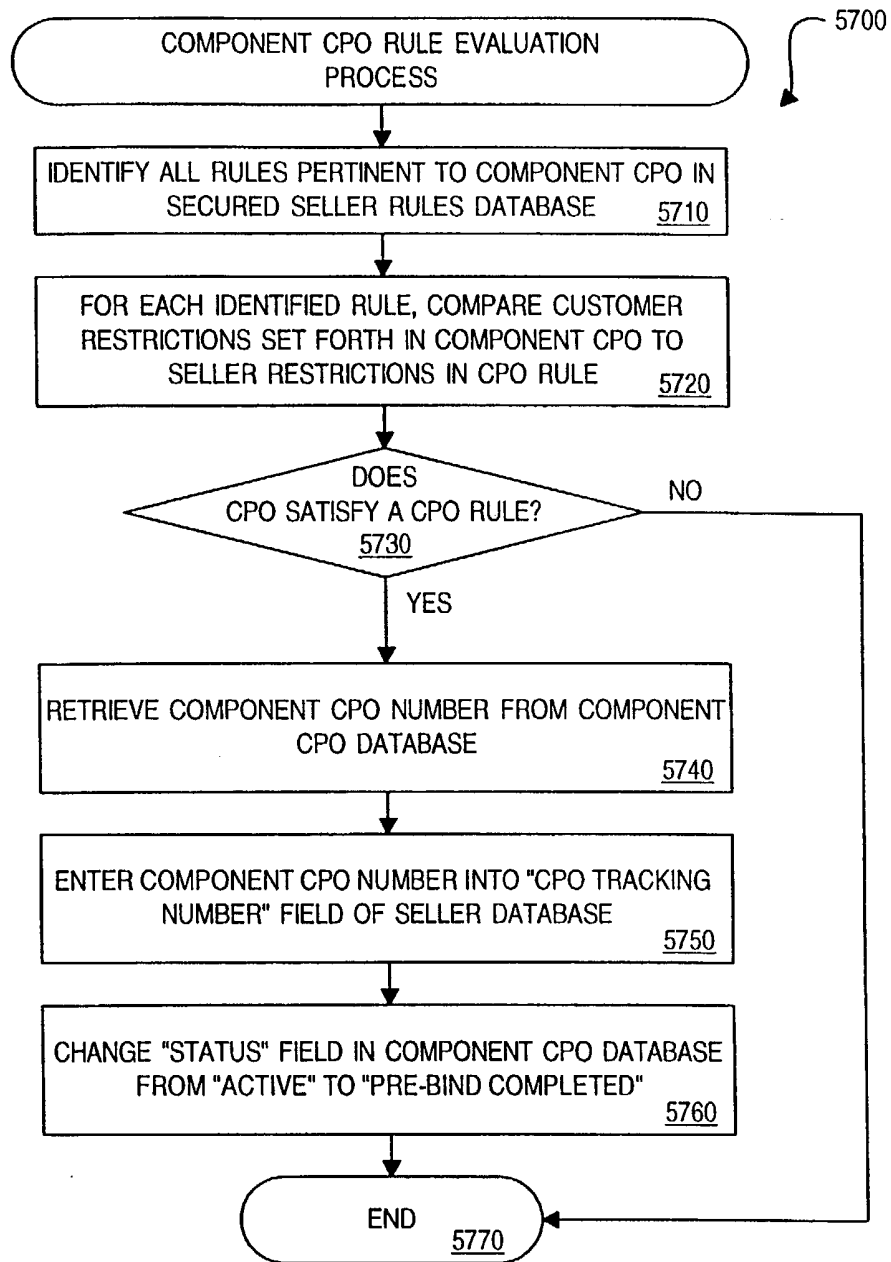 5700
COMPONENT CPO RULE EVALUATION
PROCESS
IDENTIFY ALL RULES PERTINENT TO COMPONENT CPO IN
SECURED SELLER RULES DATABASE 5710
FOR EACH IDENTIFIED RULE, COMPARE CUSTOMER
RESTRICTIONS SET FORTH IN COMPONENT CPO TO
SELLER RESTRICTIONS IN CPO RULE 5720
DOES
CPO SATISFY A CPO RULE?
5730
NO
YES
RETRIEVE COMPONENT CPO NUMBER FROM COMPONENT
CPO DATABASE
5740
ENTER COMPONENT CPO NUMBER INTO "CPO TRACKING
NUMBER" FIELD OF SELLER DATABASE
5750
CHANGE "STATUS" FIELD IN COMPONENT CPO DATABASE
FROM "ACTIVE" TO "PRE-BIND COMPLETED"
5760
END
5770